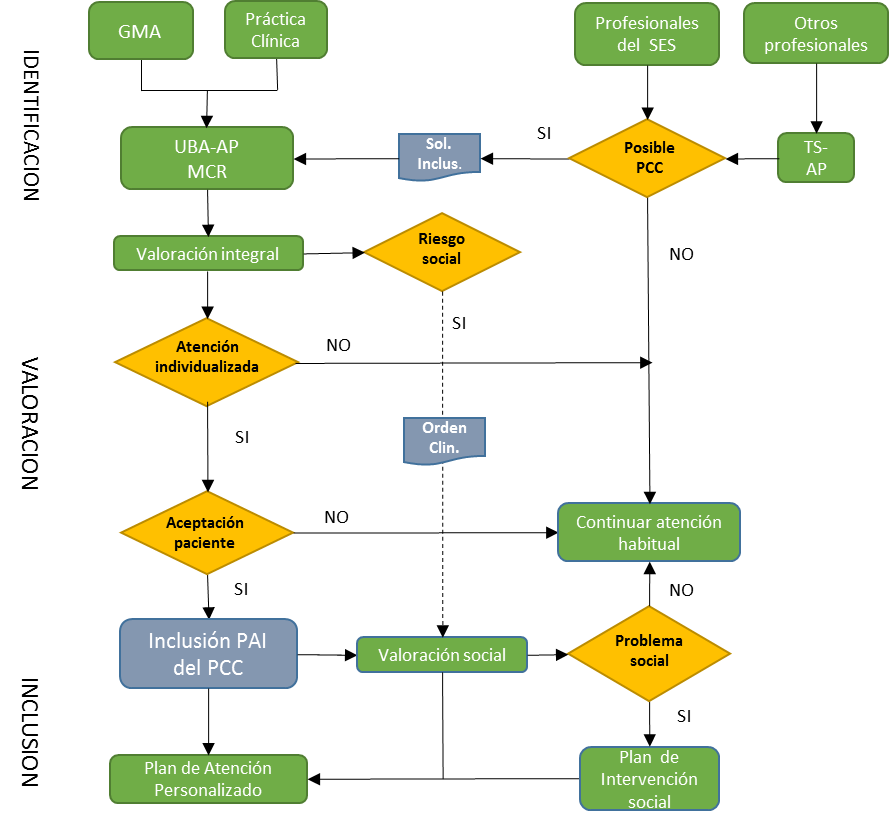 GMA
Práctica
Clínica
Profesionales
del SES
Otros
profesionales
IDENTIFICACION
UBA-AP
MCR
Sol.
Inclus.
SI
Posible
PCC
TS-
AP
Valoración integral
Riesgo
social
NO
SI
VALORACION
Atención
individualizada
NO
SI
Orden
Clin.
Aceptación
paciente
NO
Continuar atención
habitual
SI
NO
Inclusión PAI
del PCC
Valoración social
Problema
social
INCLUSION
SI
Plan de Atención
Personalizado
Plan de
Intervención
social